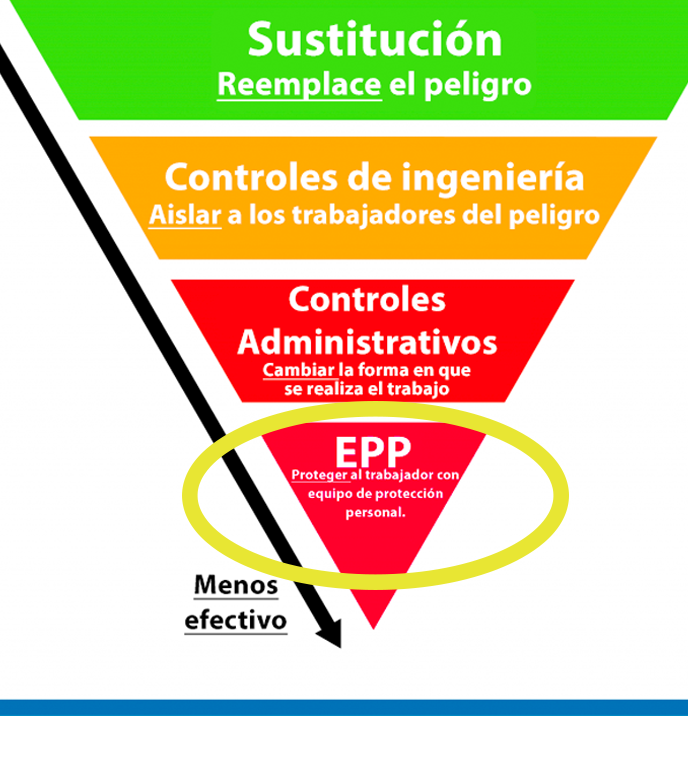 Sustitución
Reemplace el peligro
Controles de ingeniería
Aislar a los trabajadores del peligro
Controles
Administrativos
Cambiar la forma en que
se realiza el trabajo
EPP
Proteger al trabajador con
equipo de protección
personal.
Menos
efectivo